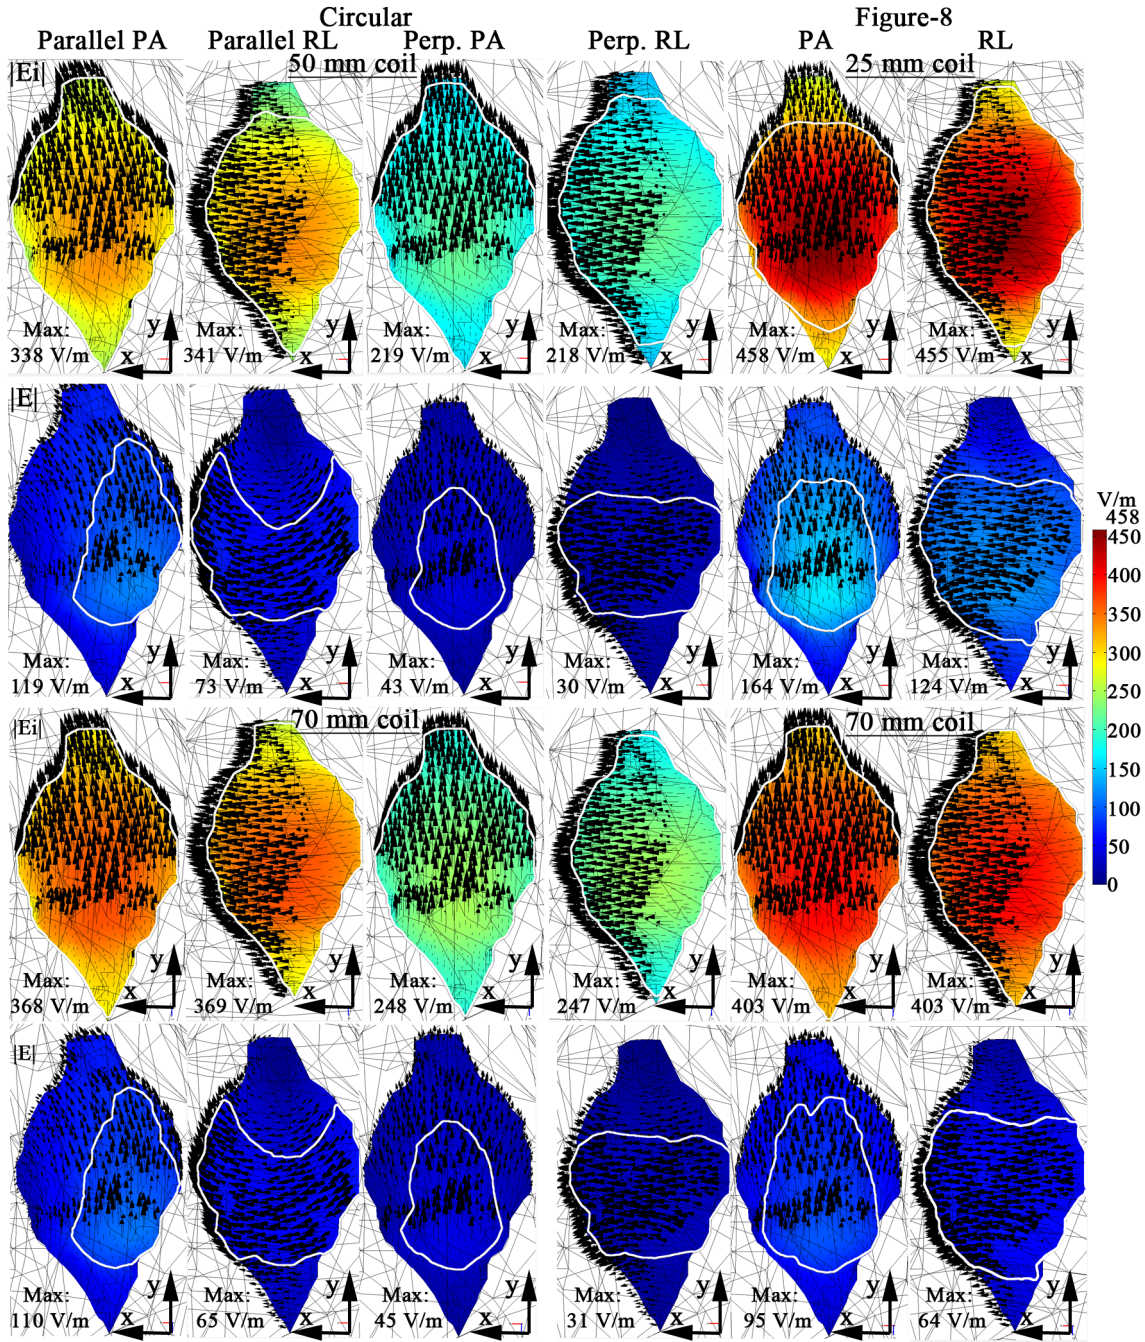 Circular Figure-8
Parallel PA Parallel RL Perp. PA Perp. RL PA RL
50 mm coil 25 mm coil
|Ei|
y y y y y y
Max: Max: Max: Max: Max: Max:
338 V/m x 341 V/m x 219 V/m x 218 V/m x 458 V/m x 455 V/m x
|E|
V/m
458
450
400
350
300
250
200
150
100
50
0
y y y y y y
Max: Max: Max: Max: Max: Max:
119 V/m x 73 V/m x 43 V/m x 30 V/m x 164 V/m x 124 V/m x
|Ei| 70 mm coil 70 mm coil
y y y y y y
Max: Max: Max: Max: Max: Max:
368 V/m x 369 V/m x 248 V/m x 247 V/m x 403 V/m x 403 V/m x
|E|
y y y y y y
Max: Max: Max: Max: Max: Max:
110 V/m x 65 V/m x 45 V/m x 31 V/m x 95 V/m x 64 V/m x